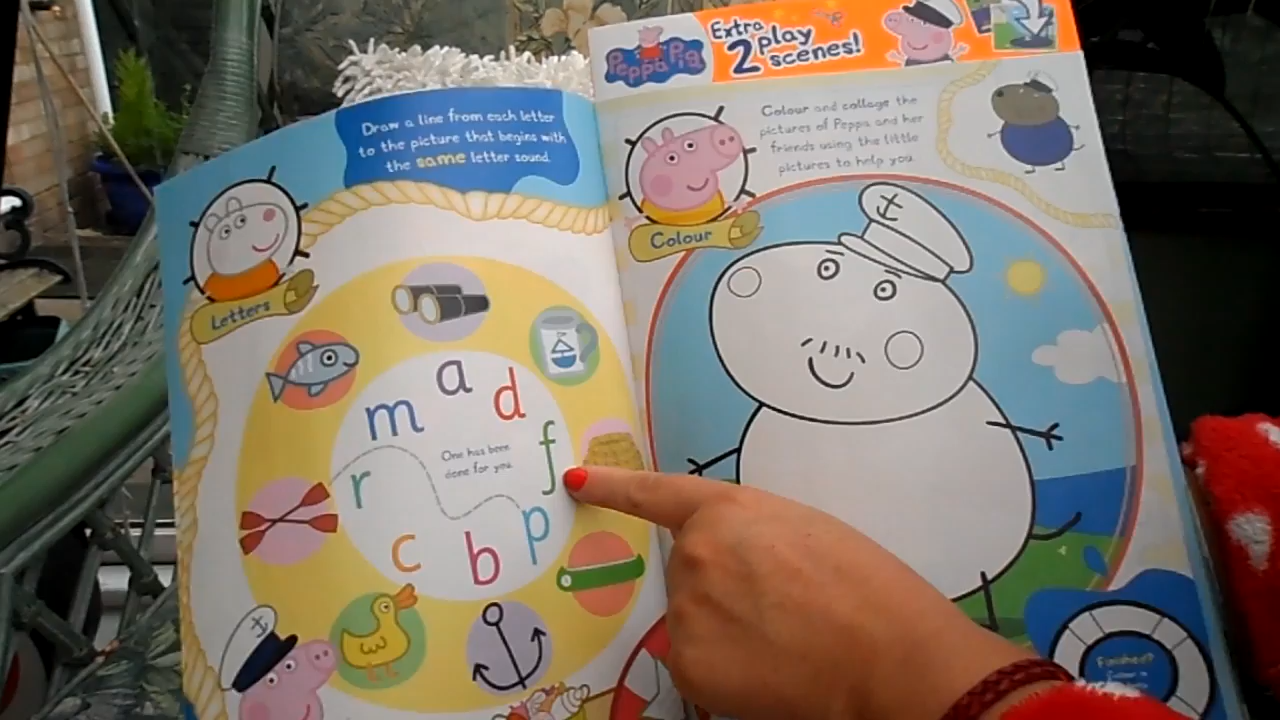 Draw a line from each letter
to the picture that begins with
the same letter sound.
Letters
a
m
d
One has been
done for you.
f
r
p
c
b
Peppa Pig
Extra
2 play
scenes!
Colour and collage the
pictures of Peppa and her
friends using the little
pictures to help you.
Colour
Finished?